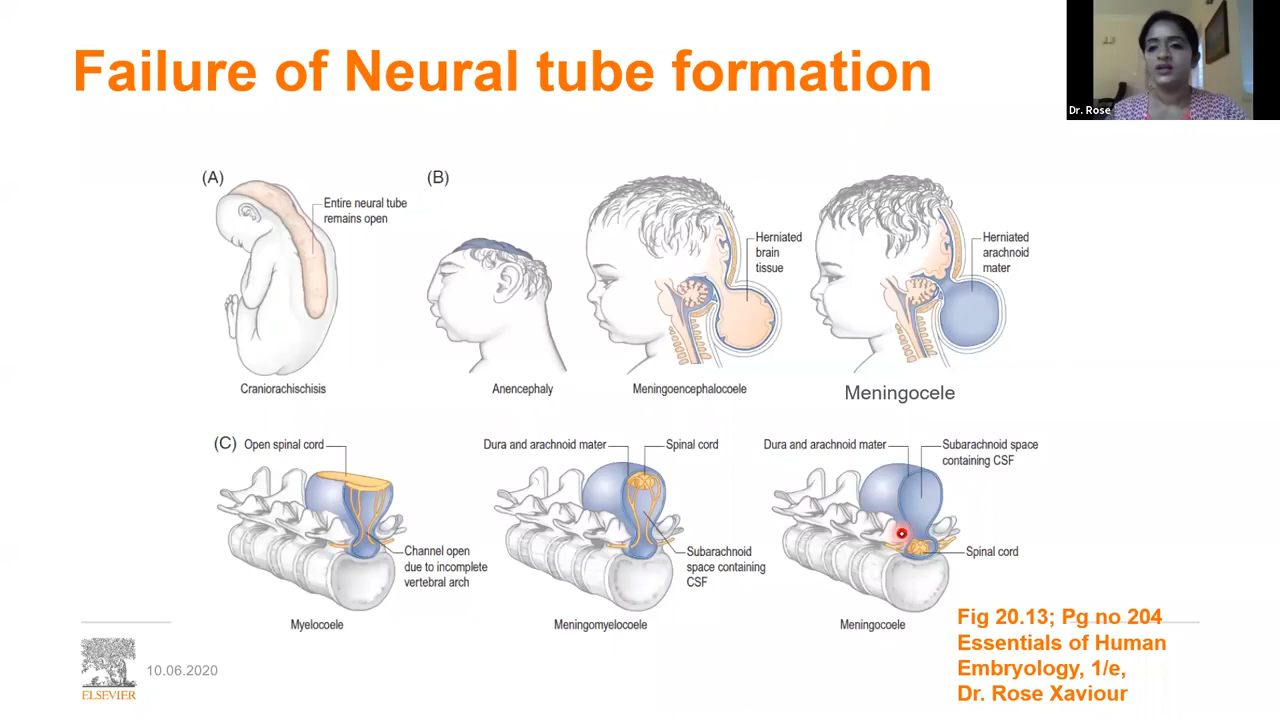 Failure of Neural tube formation
Dr. Rose
(A)
Entire neural tube
remains open
Craniorachischisis
(B)
Anencephaly
Herniated
brain
tissue
Meningoencephalocoele
Herniated
arachnoid
mater
Meningocele
(C)
Open spinal cord
Channel open
due to incomplete
vertebral arch
Myelocoele
Dura and arachnoid mater
Spinal cord
Subarachnoid
space containing
CSF
Meningomyelocoele
Dura and arachnoid mater
Subarachnoid space
containing CSF
Spinal cord
Meningocoele
Fig 20.13; Pg no 204
Essentials of Human
Embryology, 1/e,
Dr. Rose Xaviour
ELSEVIER
10.06.2020